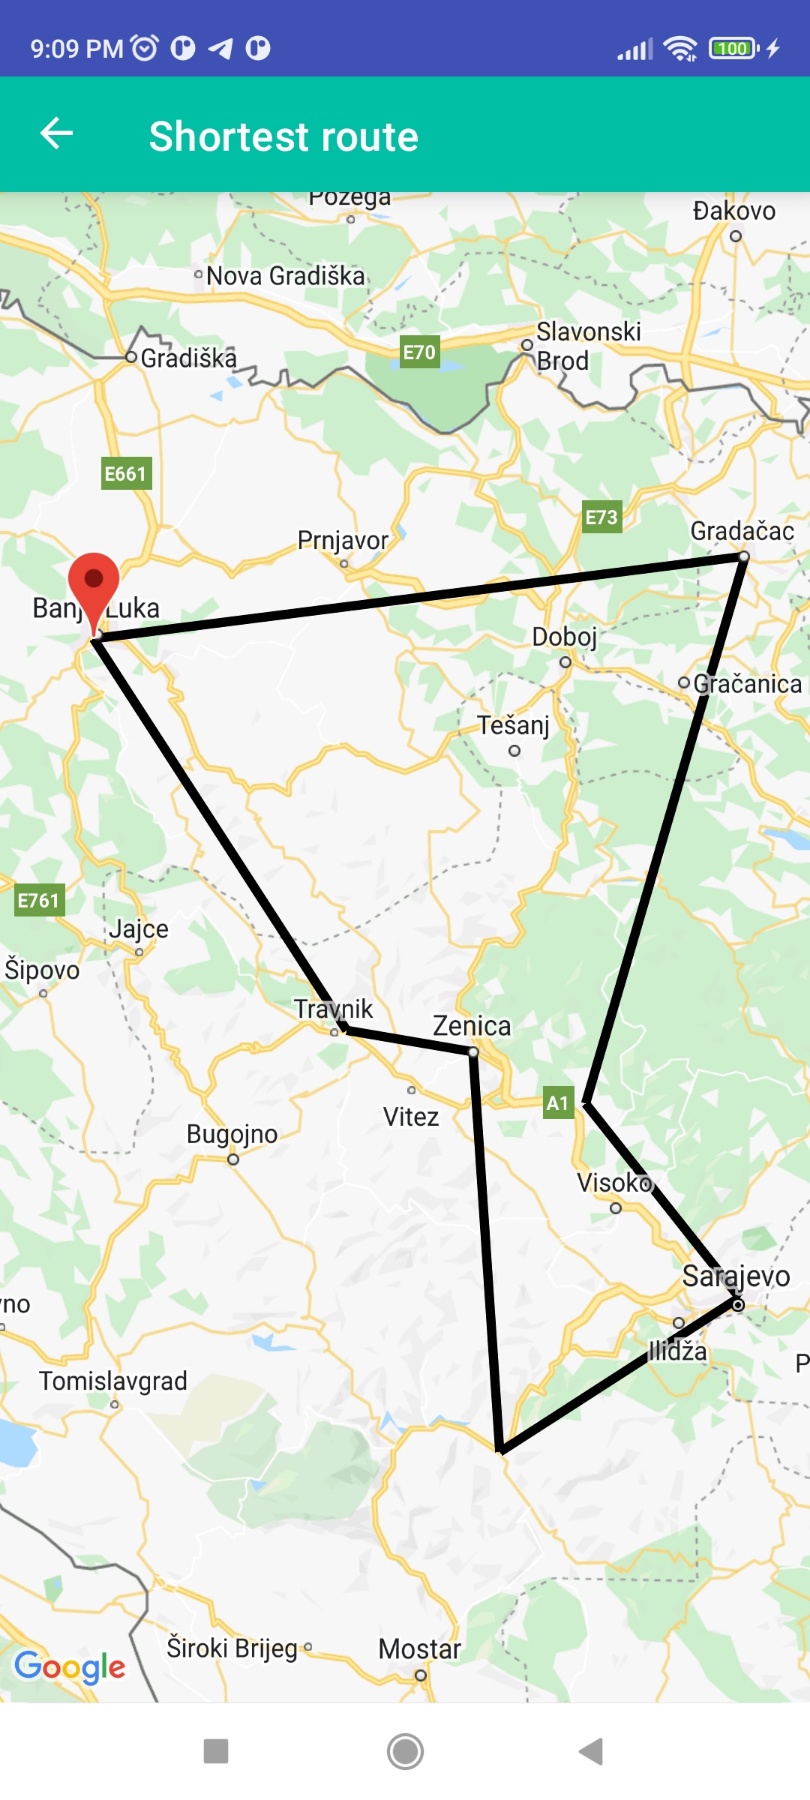 9:09 PM
100
Shortest route
Požega
Đakovo
Nova Gradiška
Slavonski
Brod
E70
Gradiška
E661
E73
Gradačac
Prnjavor
Luka
Doboj
Gračanica
Tešanj
E761
Jajce
Šipovo
Travnik
Zenica
A1
Vitez
Bugojno
Visoko
Sarajevo
no
Ilidža
P
Tomislavgrad
Široki Brijeg
Mostar
Google